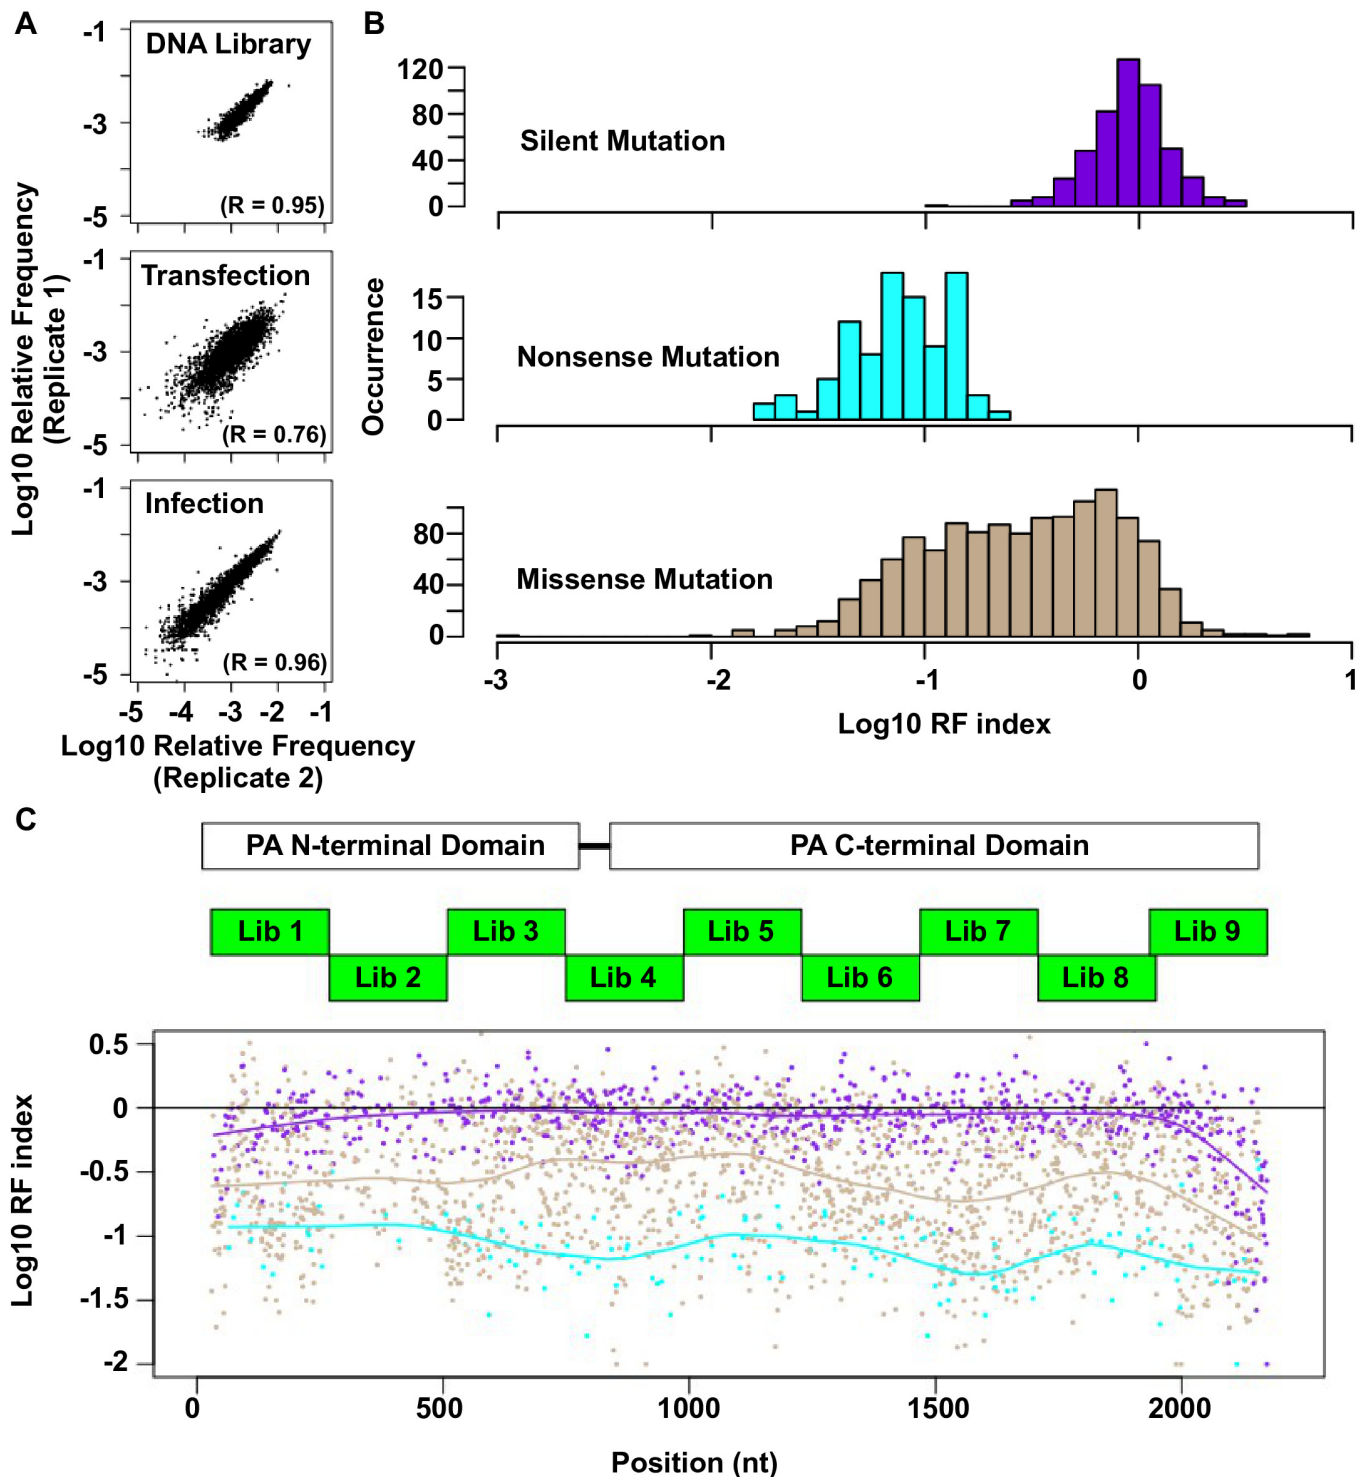 A
-1
-3
-5
DNA Library
(R = 0.95)
-1
-3
-5
Transfection
(R = 0.76)
-1
-3
-5
Infection
(R = 0.96)
-5 -4 -3 -2 -1
Log10 Relative Frequency
(Replicate 1)
Log10 Relative Frequency
(Replicate 2)
B
120
80
40
0
Silent Mutation
15
10
5
0
Nonsense Mutation
Occurrence
80
40
0
Missense Mutation
-3 -2 -1 0 1
Log10 RF index
C
PA N-terminal Domain
PA C-terminal Domain
Lib 1
Lib 3
Lib 5
Lib 7
Lib 9
Lib 2
Lib 4
Lib 6
Lib 8
0.5
0
-0.5
-1
-1.5
-2
Log10 RF index
0 500 1000 1500 2000
Position (nt)